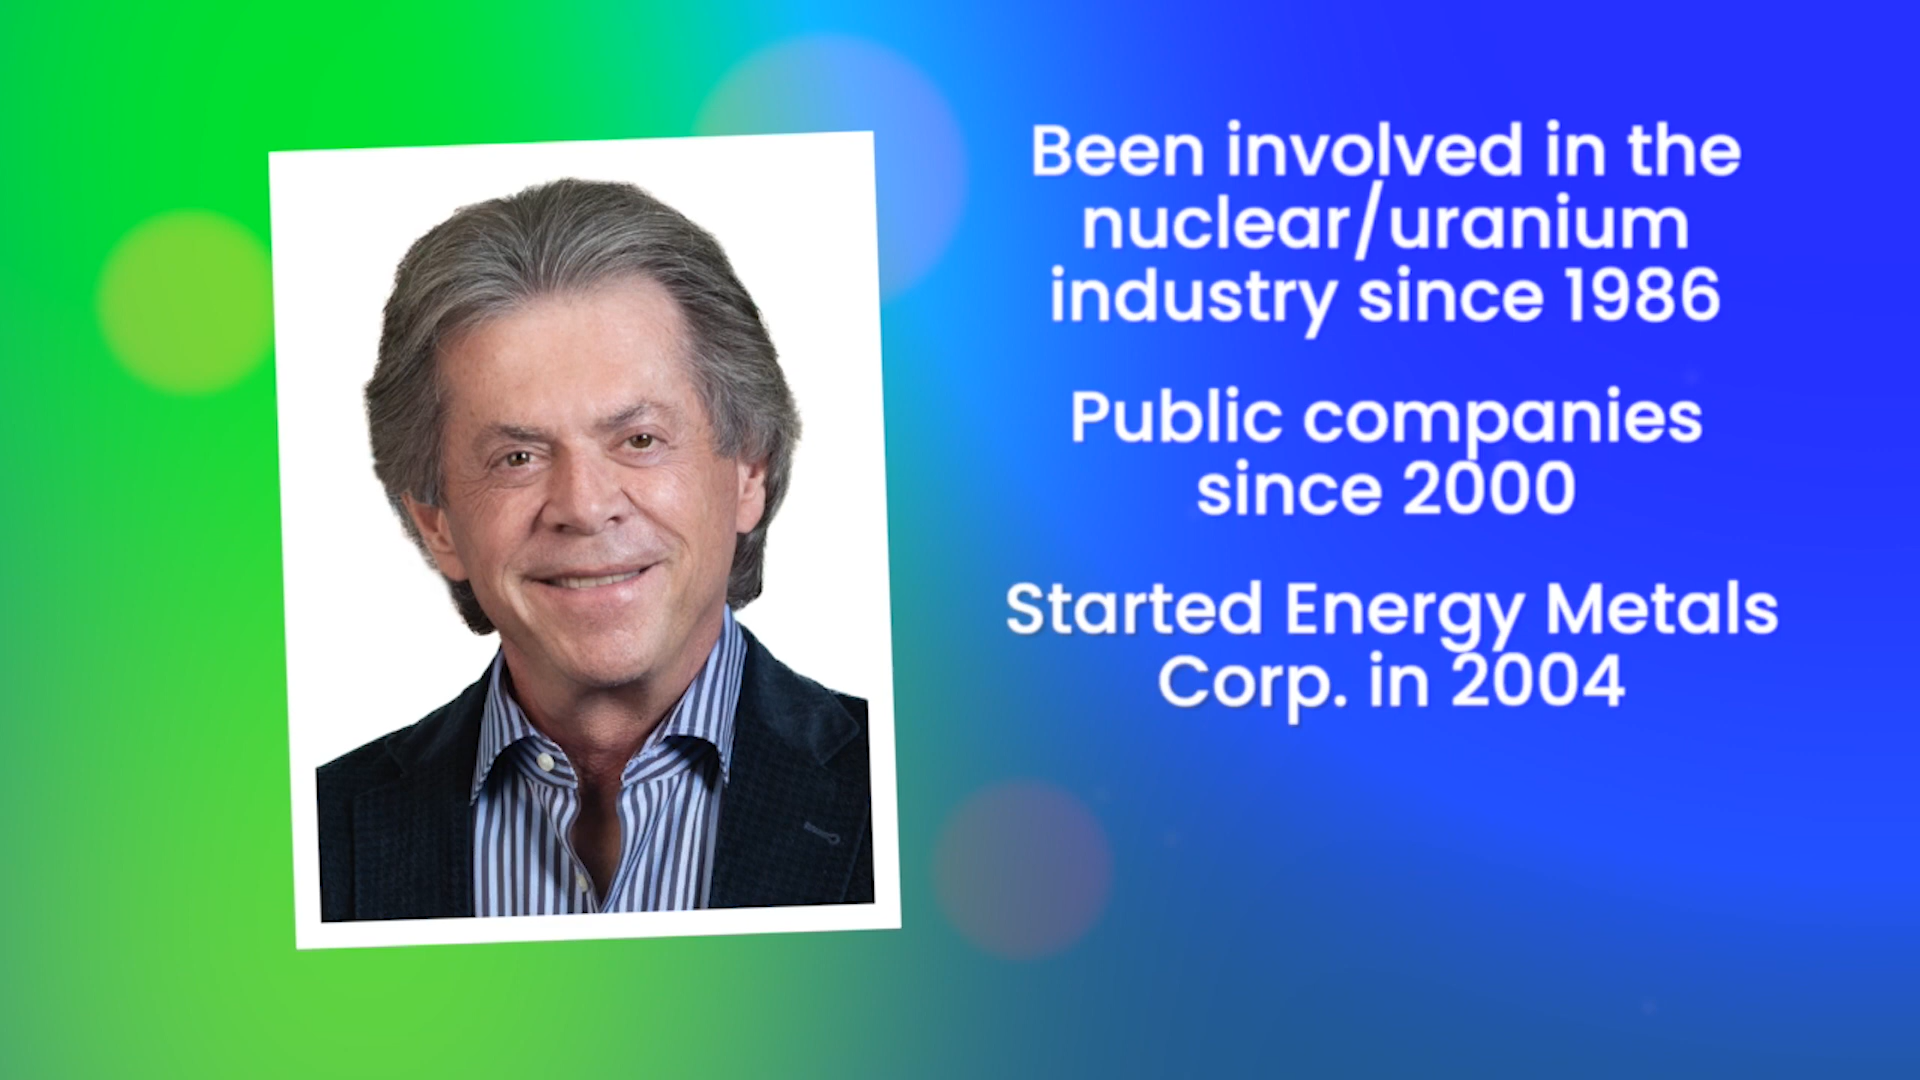 Been involved in the
nuclear/uranium
industry since 1986
Public companies
since 2000
Started Energy Metals
Corp. in 2004